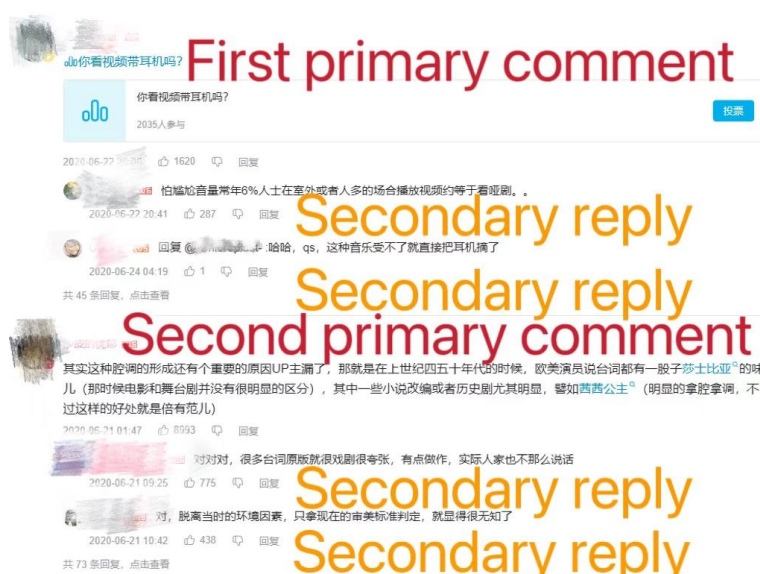 你看视频带耳机吗?
First primary comment
你看视频带耳机吗?
2035人参与
投票
2020-06-22 1620 回复
怕尴尬音量常年6%人士在室外或者人多的场合播放视频约等于看哑剧。。
2020-06-22 20:41 287 回复
Secondary reply
回复 @ :哈哈，qs，这种音乐受不了就直接把耳机摘了
2020-06-24 04:19 1 回复
共 45 条回复，点击查看
Secondary reply
Second primary comment
其实这种腔调的形成还有个重要的原因UP主漏了，那就是在上世纪四五十年代的时候，欧美演员说台词都有一股子莎士比亚的味
儿（那时候电影和舞台剧并没有很明显的区分），其中一些小说改编或者历史剧尤其明显，譬如茜茜公主（明显的拿腔拿调，不
过这样的好处就是倍有范儿）
2020-06-21 01:47 8993 回复
对对对，很多台词原版就很戏剧很夸张，有点做作，实际人家也不那么说话
2020-06-21 09:25 775 回复
Secondary reply
对，脱离当时的环境因素，只拿现在的审美标准判定，就显得很无知了
2020-06-21 10:42 438 回复
Secondary reply
共 73 条回复，点击查看